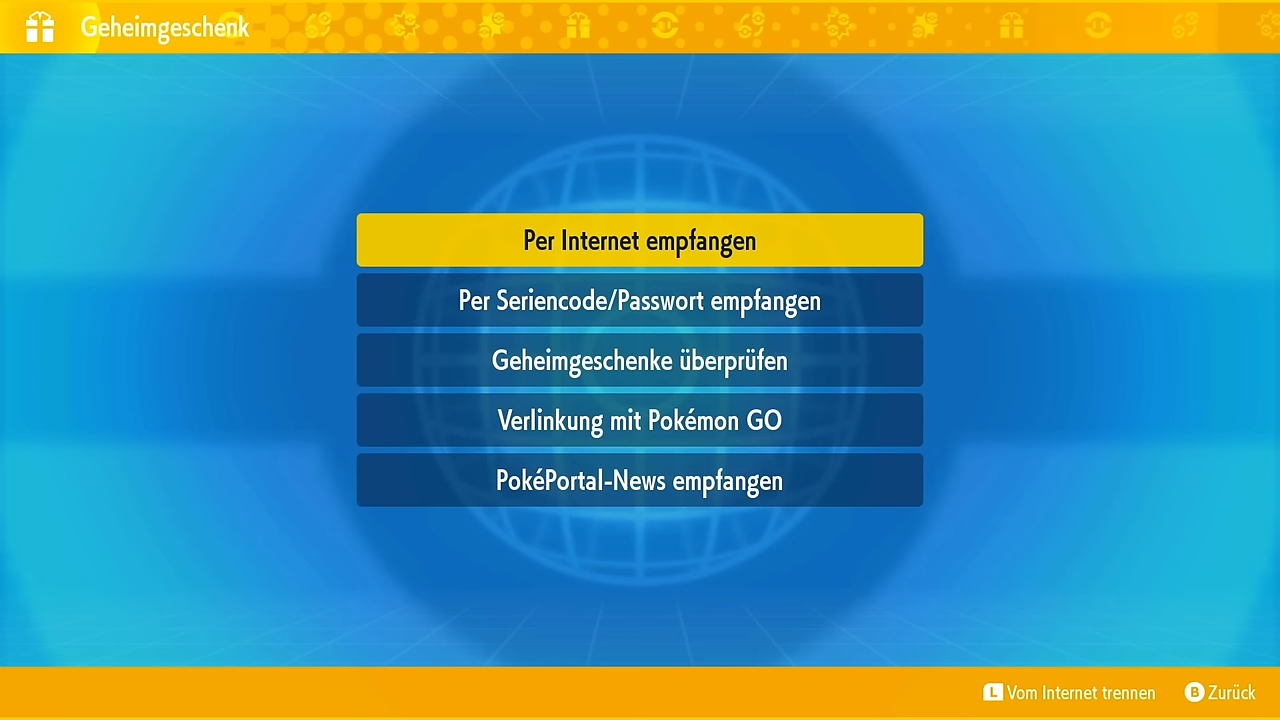 Geheimgeschenk
Per Internet empfangen
Per Seriencode/Passwort empfangen
Geheimgeschenke überprüfen
Verlinkung mit Pokémon GO
PokéPortal-News empfangen
L Vom Internet trennen B Zurück